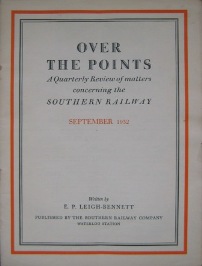 OVER
THE POINTS
A Quarterly Review of matters
concerning the
SOUTHERN RAILWAY
SEPTEMBER 1932
Written by
E. P. LEIGH-BENNETT
PUBLISHED BY THE SOUTHERN RAILWAY COMPANY
WATERLOO STATION